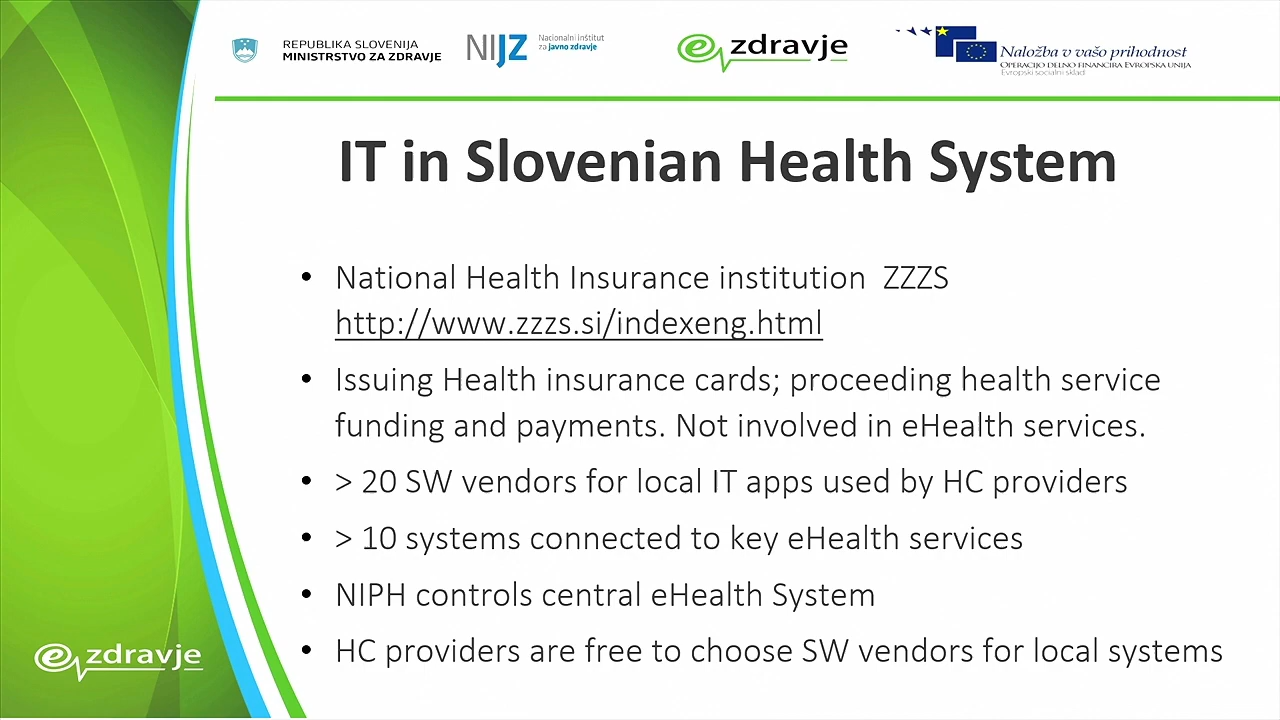 REPUBLIKA SLOVENIJA
MINISTRSTVO ZA ZDRAVJE
NIJZ
Nacionalni inštitut
za javno zdravje
e zdravje
Naložba v vašo prihodnost
OPERACIJO DELNO FINANCIRA EVROPSKA UNIJA
Evropski socialni sklad
IT in Slovenian Health System
• National Health Insurance institution ZZZS
http://www.zzzs.si/indexeng.html
• Issuing Health insurance cards; proceeding health service
funding and payments. Not involved in eHealth services.
• > 20 SW vendors for local IT apps used by HC providers
• > 10 systems connected to key eHealth services
• NIPH controls central eHealth System
• HC providers are free to choose SW vendors for local systems
e zdravje